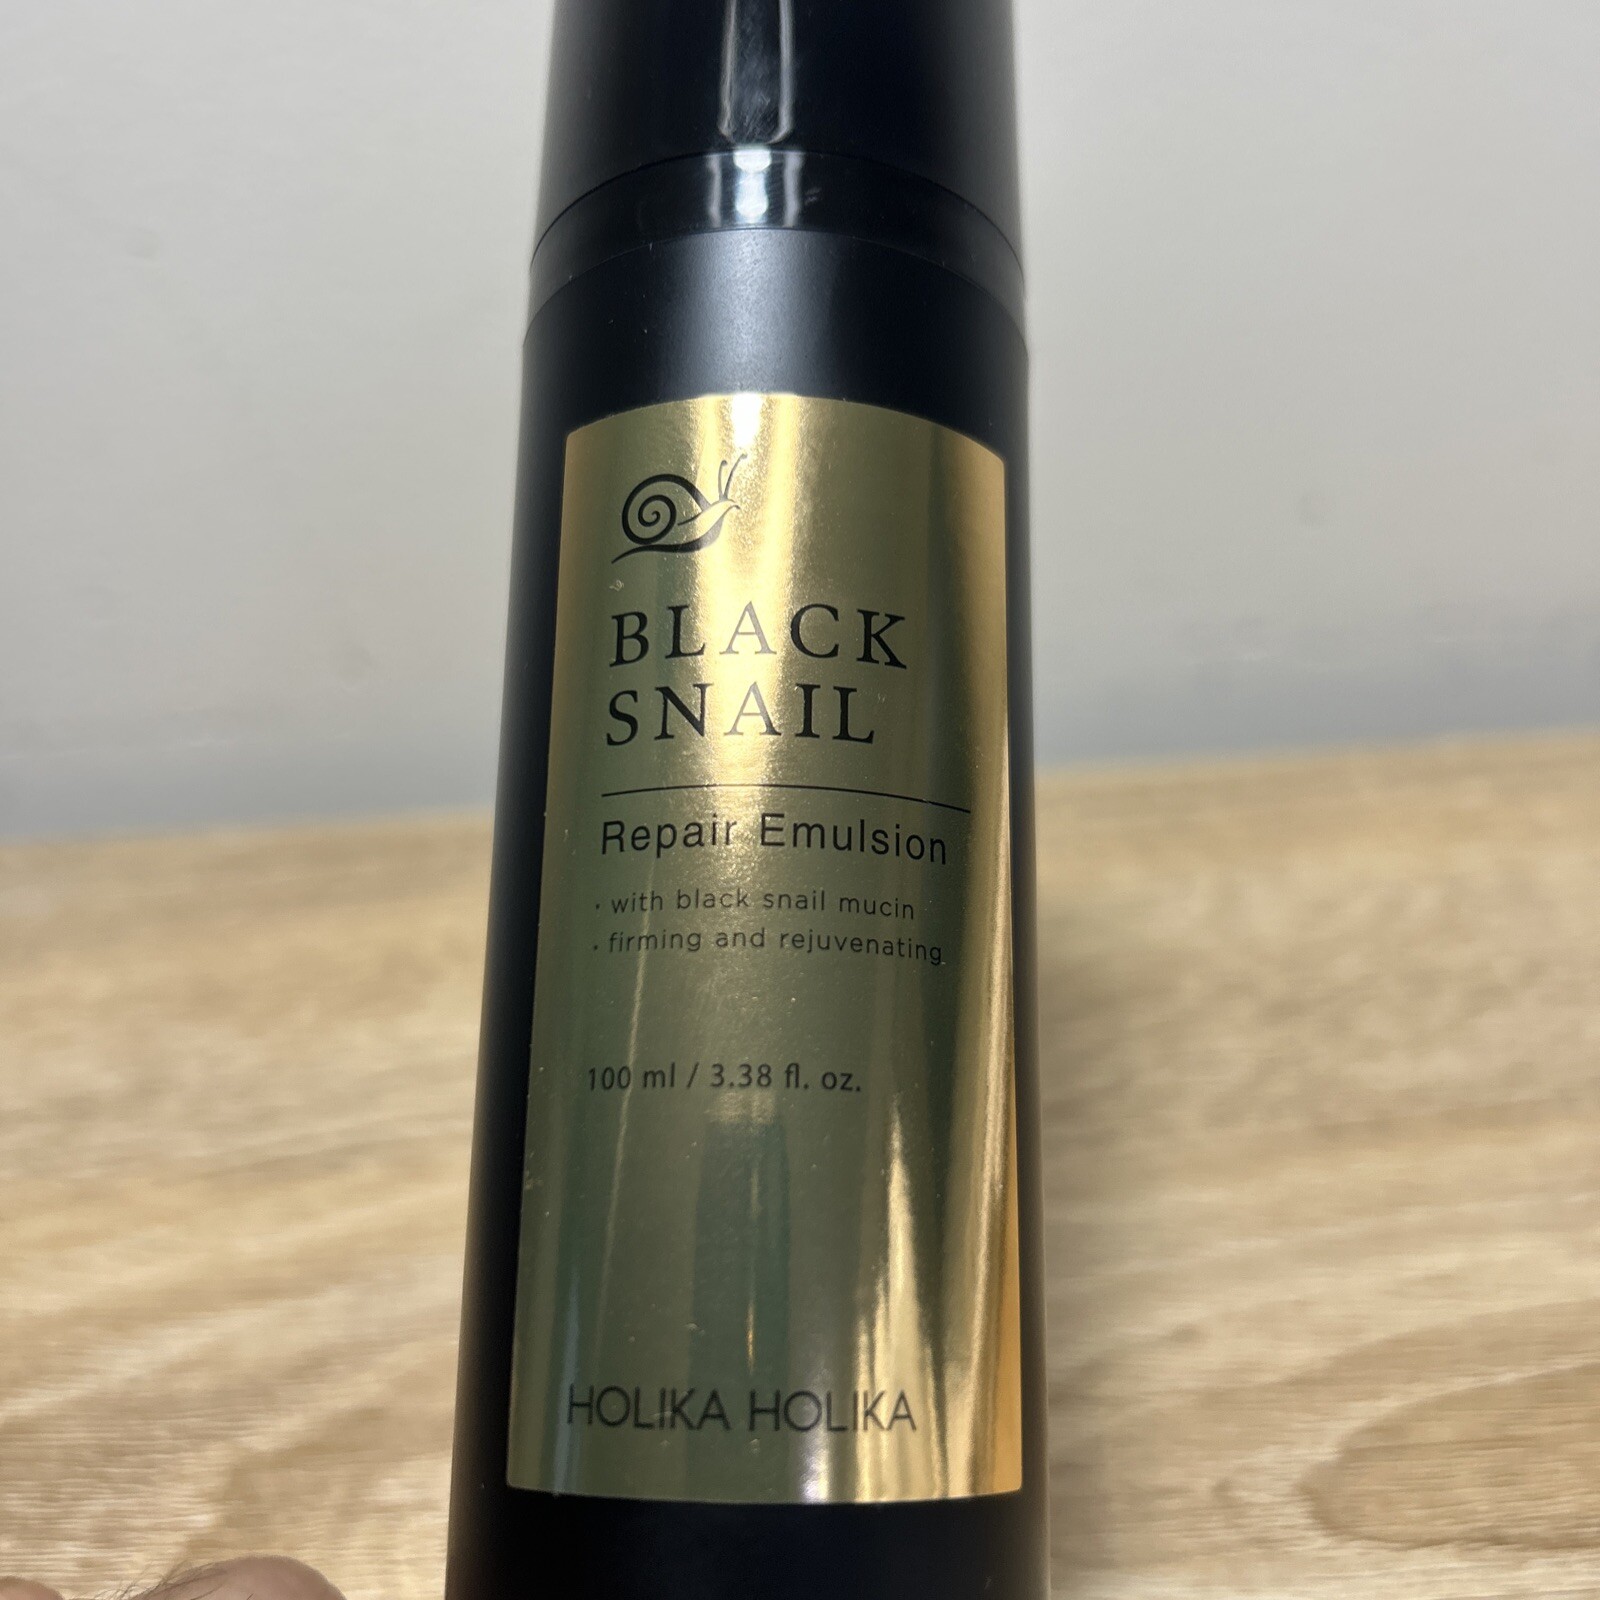 BLACK
SNAIL
Repair Emulsion
· with black snail mucin
· firming and rejuvenating
100 ml / 3.38 fl. oz.
HOLIKA HOLIKA